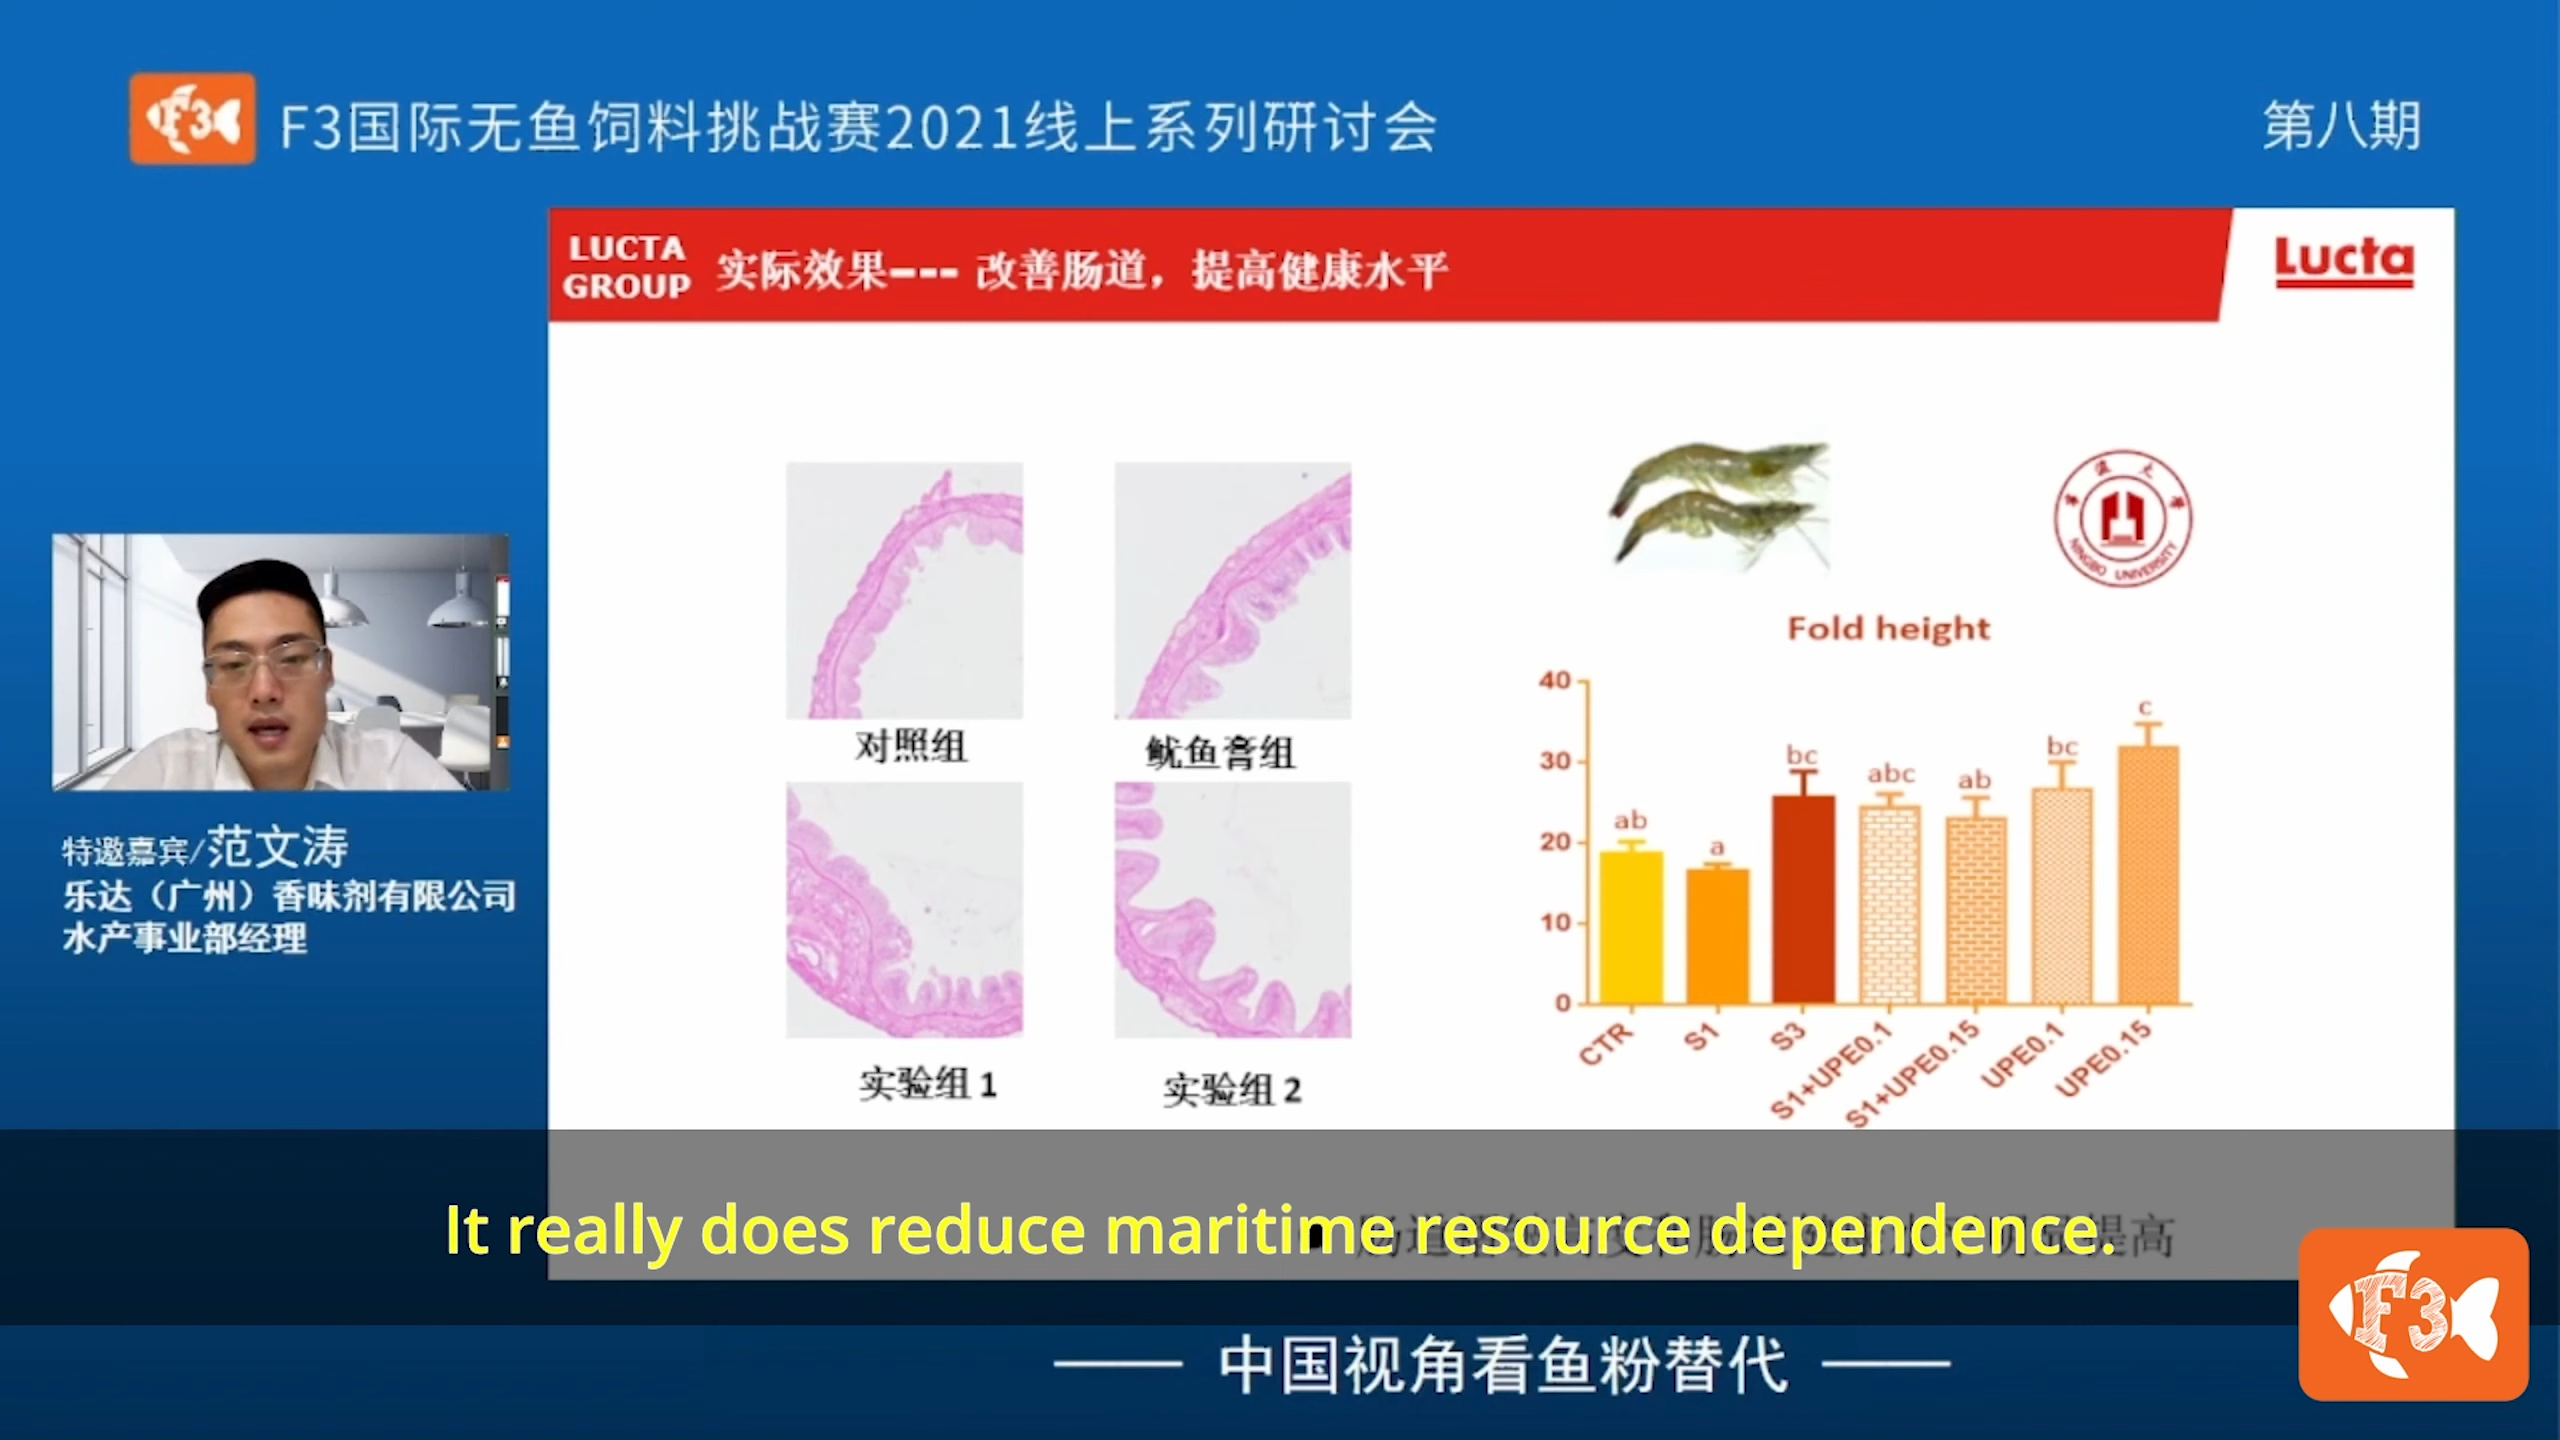 F3
F3国际无鱼饲料挑战赛2021线上系列研讨会
第八期
LUCTA
GROUP
实际效果--- 改善肠道，提高健康水平
Lucta
对照组
鱿鱼膏组
实验组 1
实验组 2
NINGBO UNIVERSITY
Fold height
40
30
20
10
0
ab
a
bc
abc
ab
bc
c
CTR
S1
S3
S1+UPE0.1
S1+UPE0.15
UPE0.1
UPE0.15
特邀嘉宾/范文涛
乐达（广州）香味剂有限公司
水产事业部经理
It really does reduce maritime resource dependence.
提高
中国视角看鱼粉替代
F3